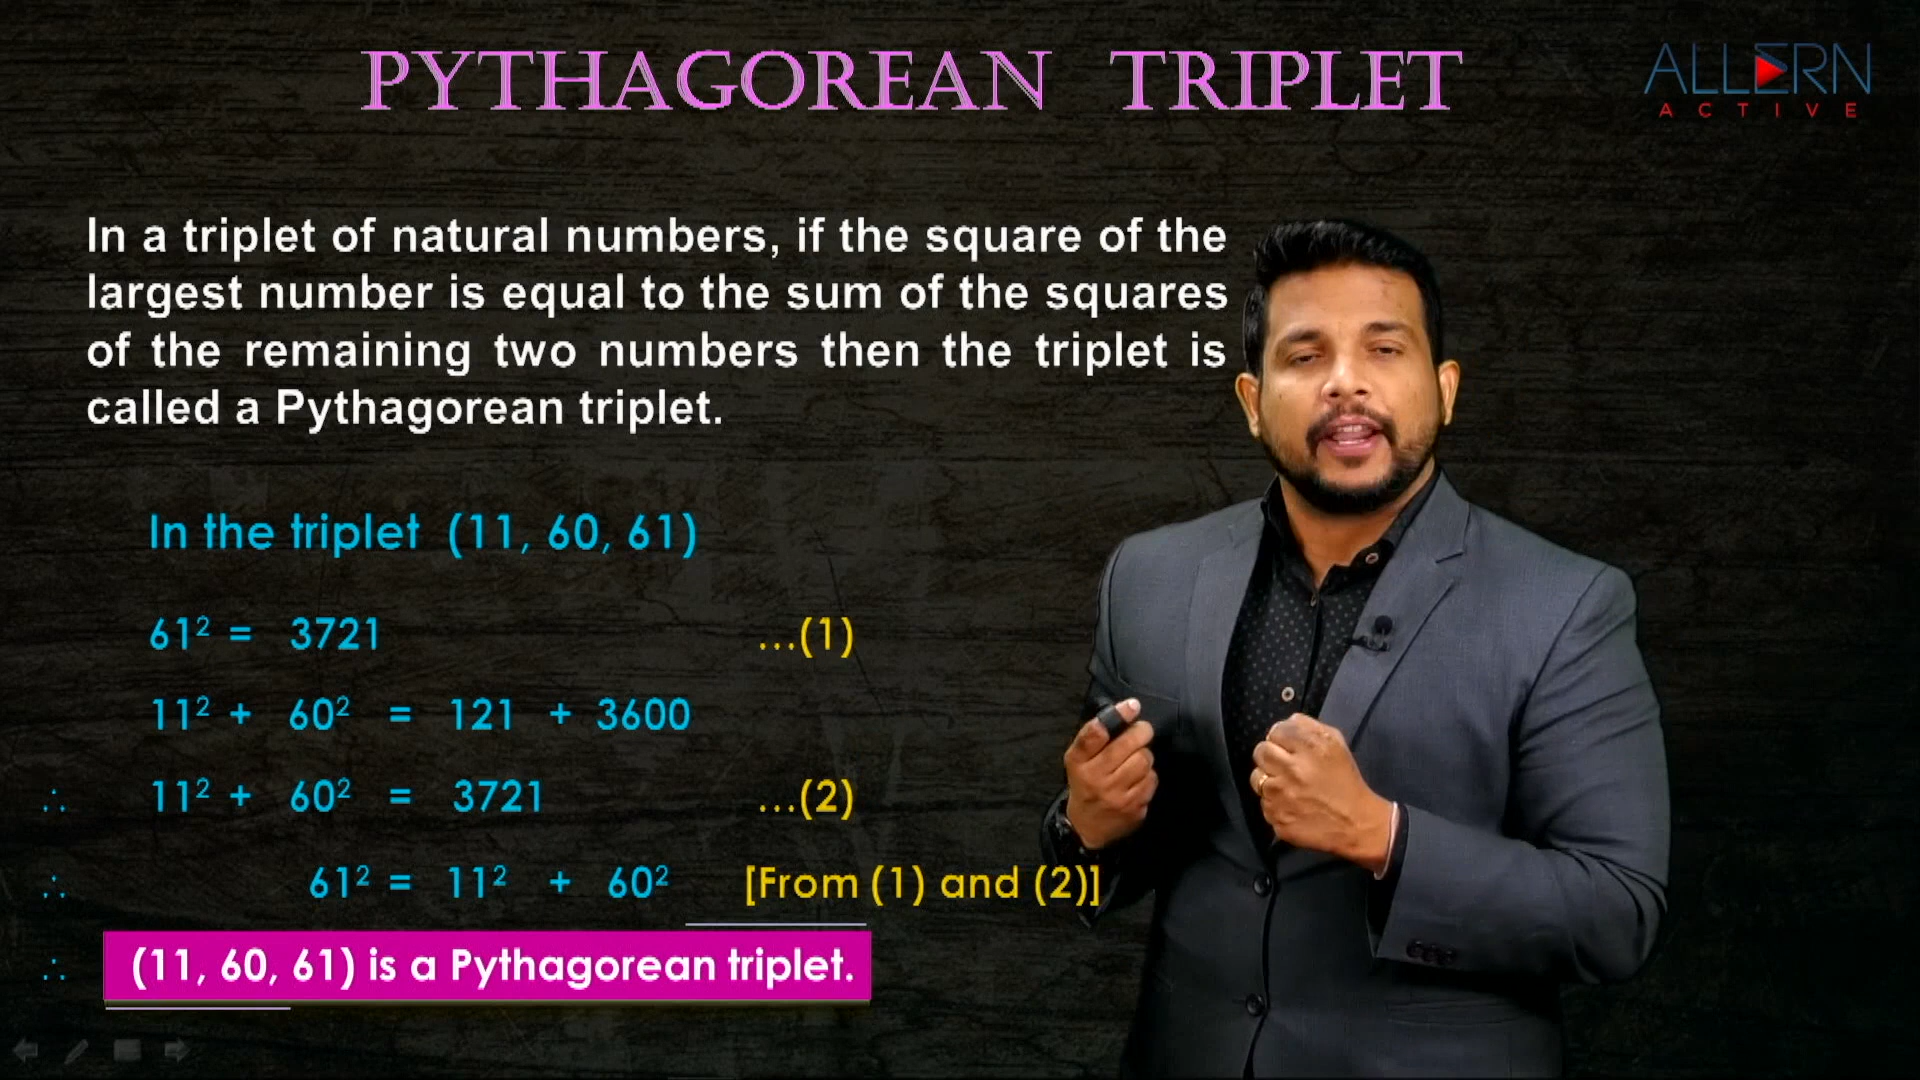 PYTHAGOREAN TRIPLET
ALLERN
ACTIVE
In a triplet of natural numbers, if the square of the
largest number is equal to the sum of the squares
of the remaining two numbers then the triplet is
called a Pythagorean triplet.
In the triplet (11, 60, 61)
61² = 3721 …(1)
11² + 60² = 121 + 3600
∴ 11² + 60² = 3721 …(2)
∴ 61² = 11² + 60² [From (1) and (2)]
∴ (11, 60, 61) is a Pythagorean triplet.